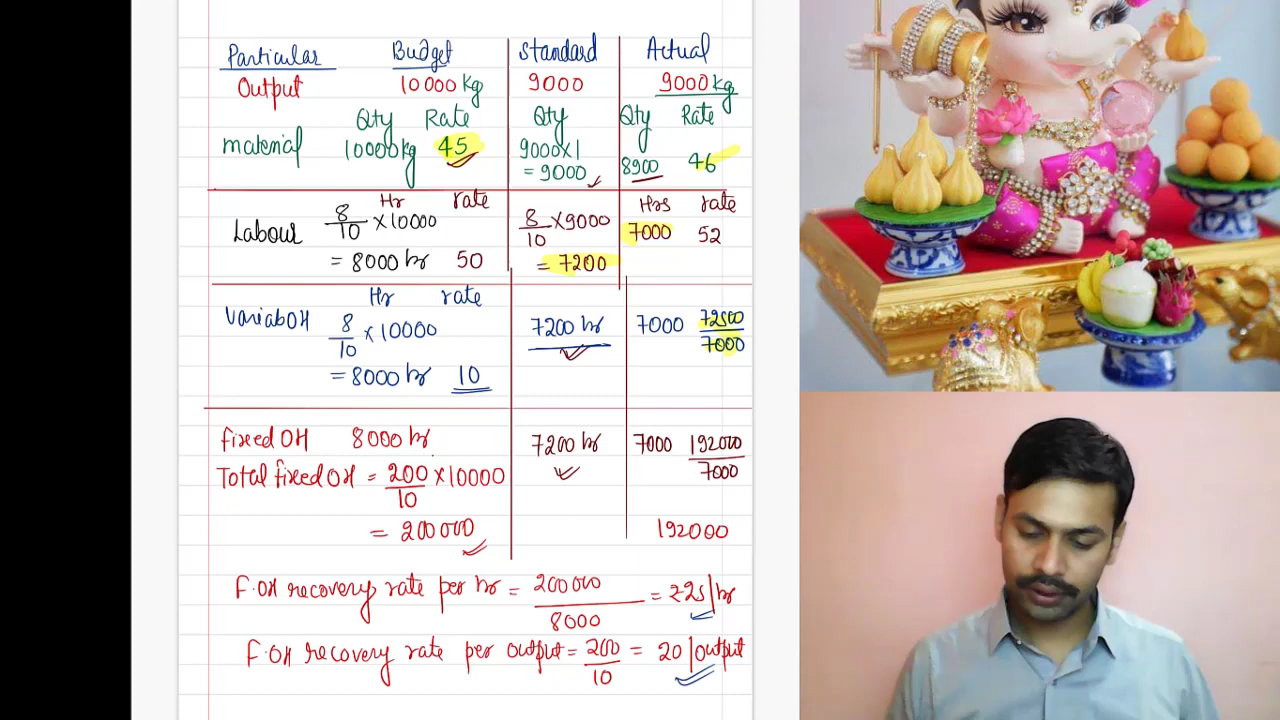 Particular Budget Standard Actual
Output 10000 kg 9000 9000 kg
Qty Rate Qty Qty Rate
material 10000 kg 45 9000x1 8900 46
= 9000
Hr rate Hrs rate
Labour 8/10 x 10000 8/10 x 9000 7000 52
= 8000 hr 50 = 7200
Hr rate
Variab OH 8/10 x 10000 7200 hr 7000 72500/7000
= 8000 hr 10
fixed OH 8000 hr 7200 hr 7000 192000/7000
Total fixed OH = 200/10 x 10000
= 200000 192000
F.OH recovery rate per hr = 200000/8000 = ₹25/hr
F.OH recovery rate per output = 200/10 = 20/output